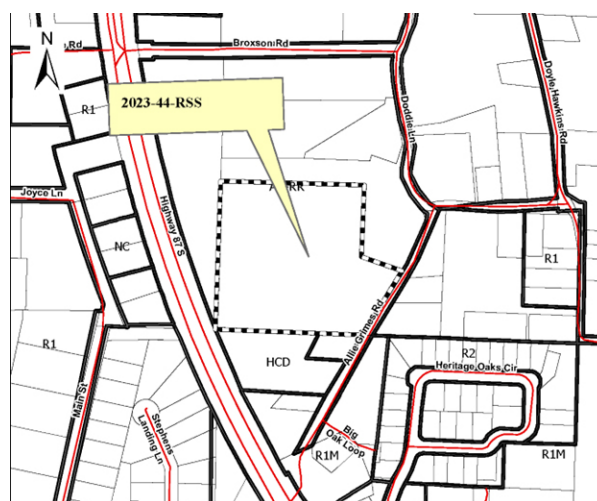 N
Rd
Broxson Rd
R1
2023-44-RSS
Doddie Ln
Doyle Hawkins Rd
Joyce Ln
Highway 87 S
NC
R1
R1
Allie Grimes Rd
HCD
R2
Heritage Oaks Cir
Main St
Stephens
Landing Ln
Big
Oak Loop
R1M
R1M